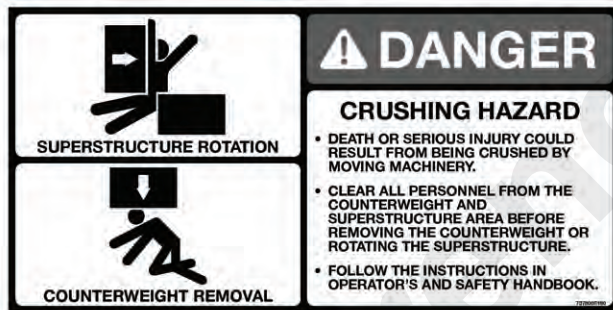 SUPERSTRUCTURE ROTATION
COUNTERWEIGHT REMOVAL
DANGER
CRUSHING HAZARD
• DEATH OR SERIOUS INJURY COULD
RESULT FROM BEING CRUSHED BY
MOVING MACHINERY.
• CLEAR ALL PERSONNEL FROM THE
COUNTERWEIGHT AND
SUPERSTRUCTURE AREA BEFORE
REMOVING THE COUNTERWEIGHT OR
ROTATING THE SUPERSTRUCTURE.
• FOLLOW THE INSTRUCTIONS IN
OPERATOR'S AND SAFETY HANDBOOK.